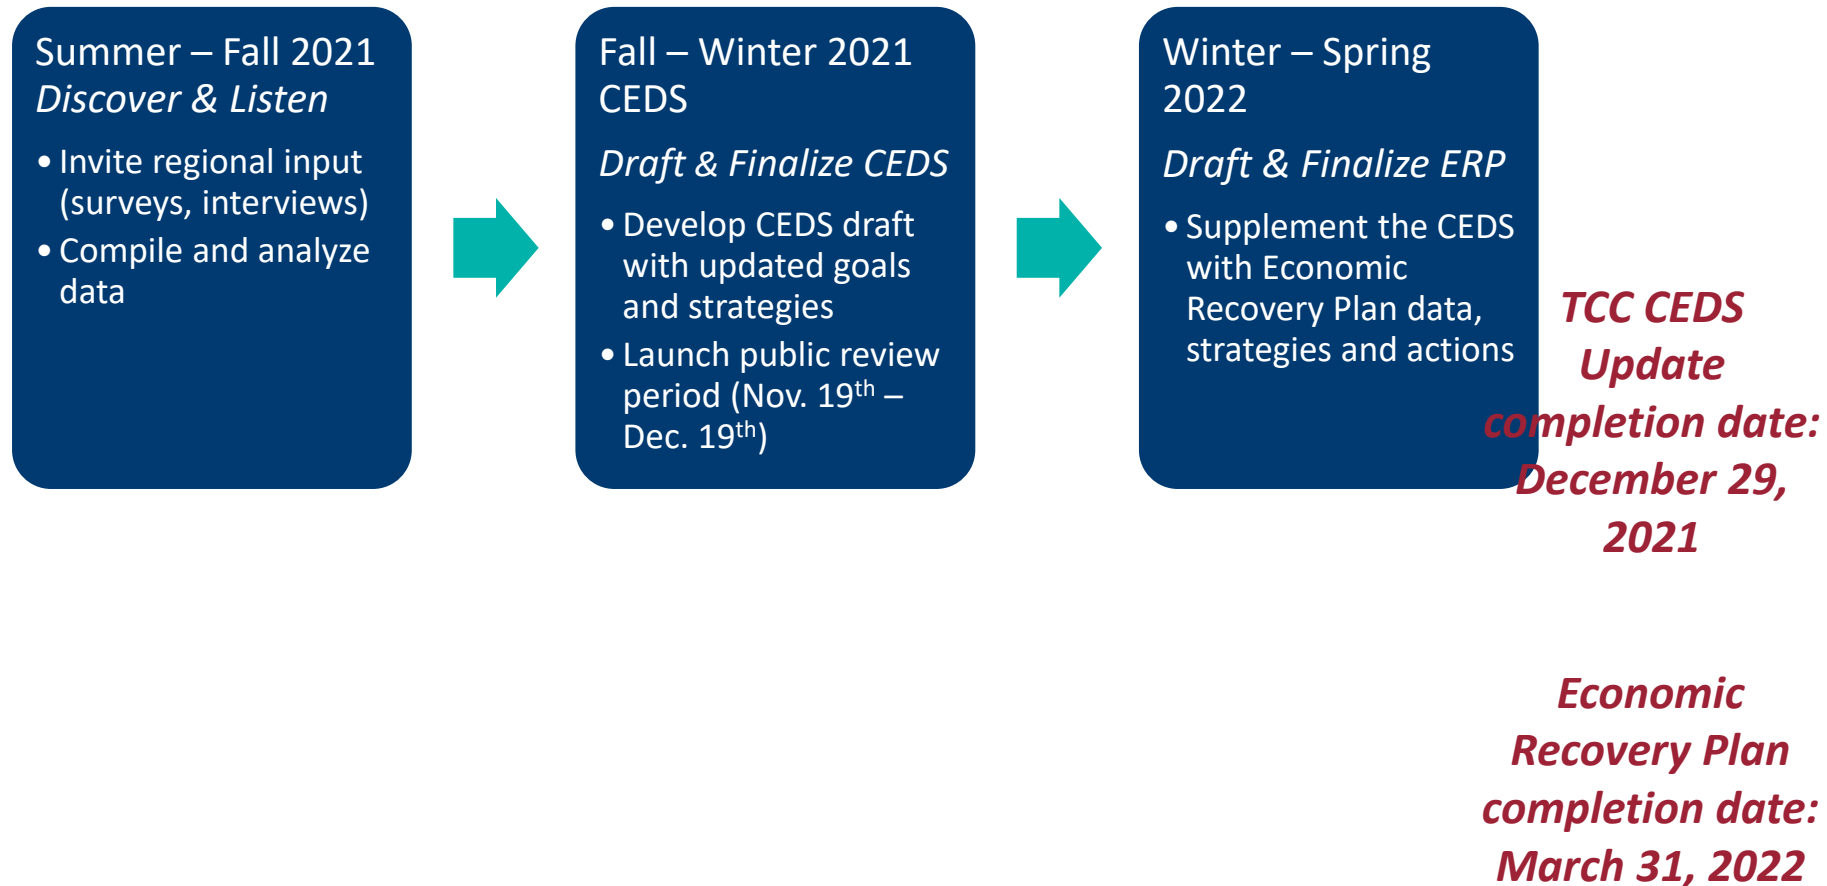 Summer – Fall 2021
Discover & Listen
• Invite regional input
(surveys, interviews)
• Compile and analyze
data
Fall – Winter 2021
CEDS
Draft & Finalize CEDS
• Develop CEDS draft
with updated goals
and strategies
• Launch public review
period (Nov. 19th –
Dec. 19th)
Winter – Spring
2022
Draft & Finalize ERP
• Supplement the CEDS
with Economic
Recovery Plan data,
strategies and actions
TCC CEDS
Update
completion date:
December 29,
2021
Economic
Recovery Plan
completion date:
March 31, 2022